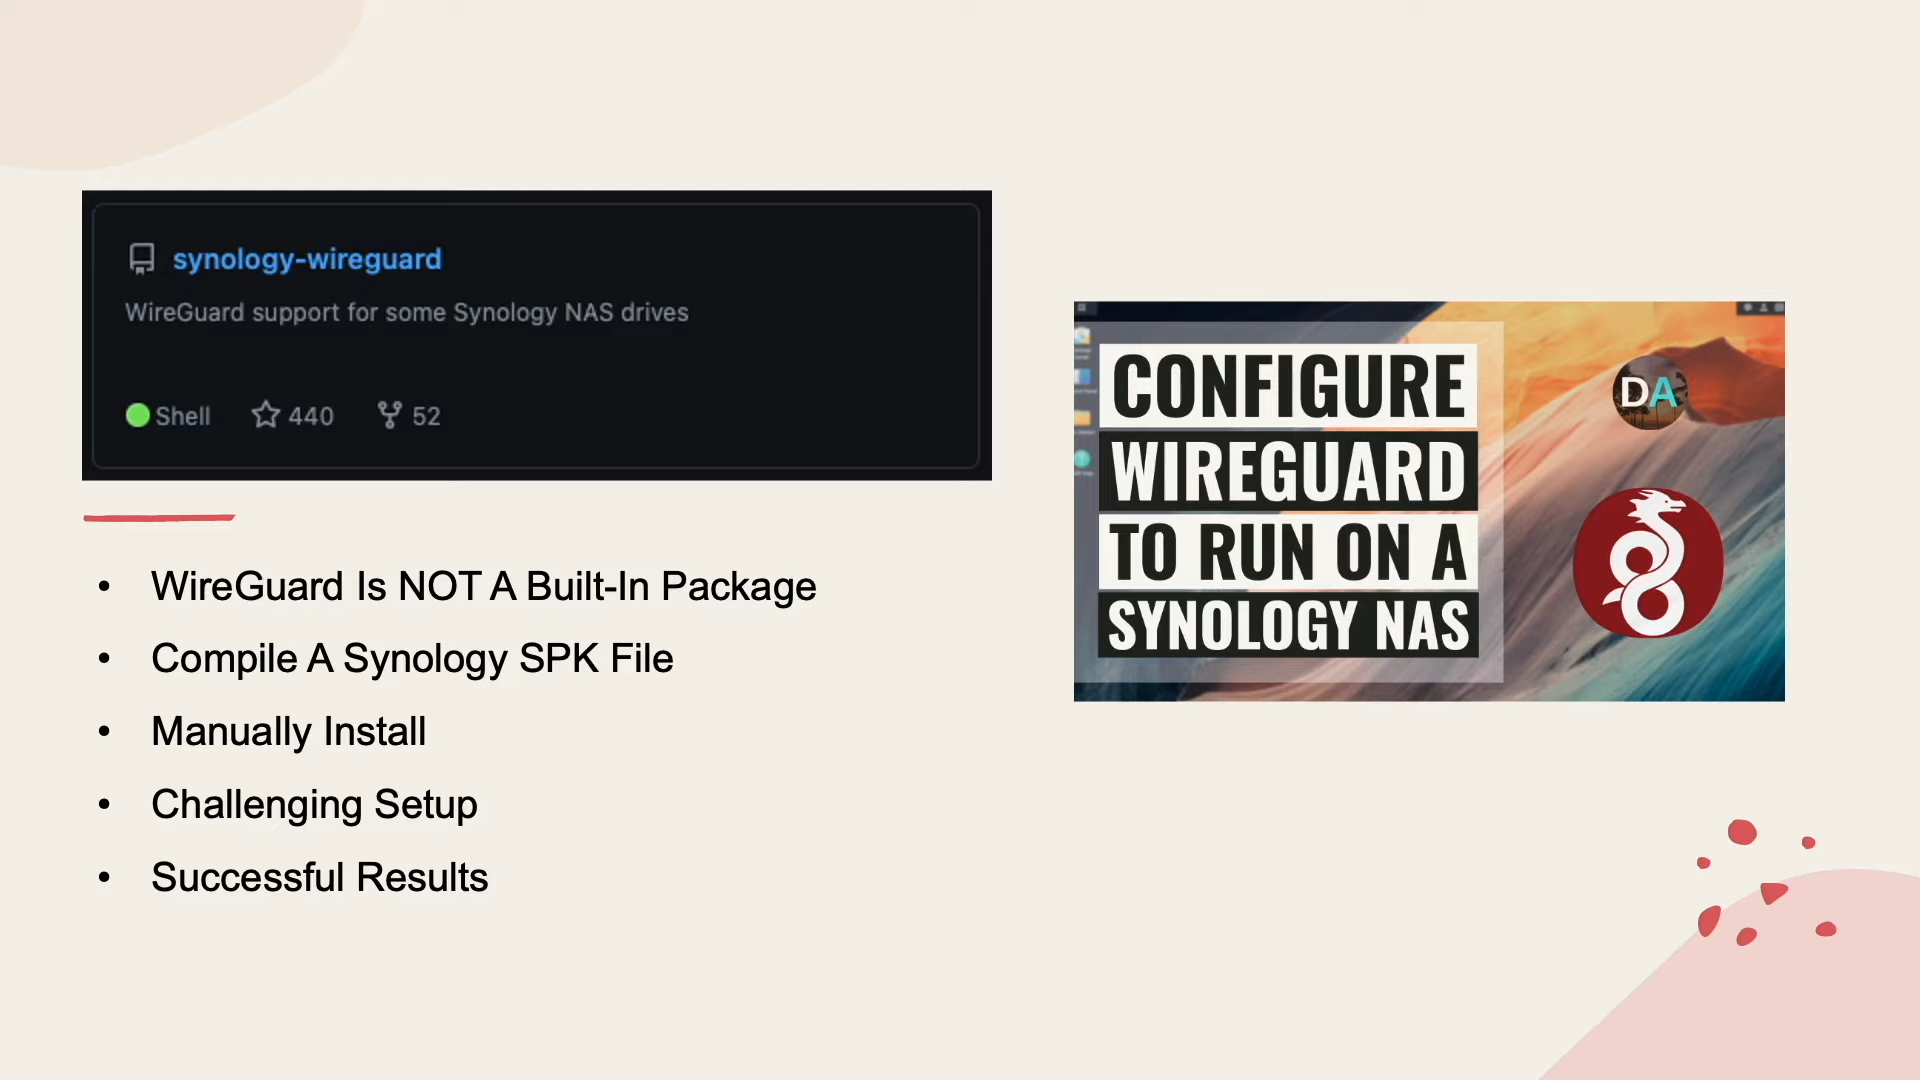 synology-wireguard
WireGuard support for some Synology NAS drives
Shell 440 52
WireGuard Is NOT A Built-In Package
Compile A Synology SPK File
Manually Install
Challenging Setup
Successful Results
CONFIGURE
WIREGUARD
TO RUN ON A
SYNOLOGY NAS
DA